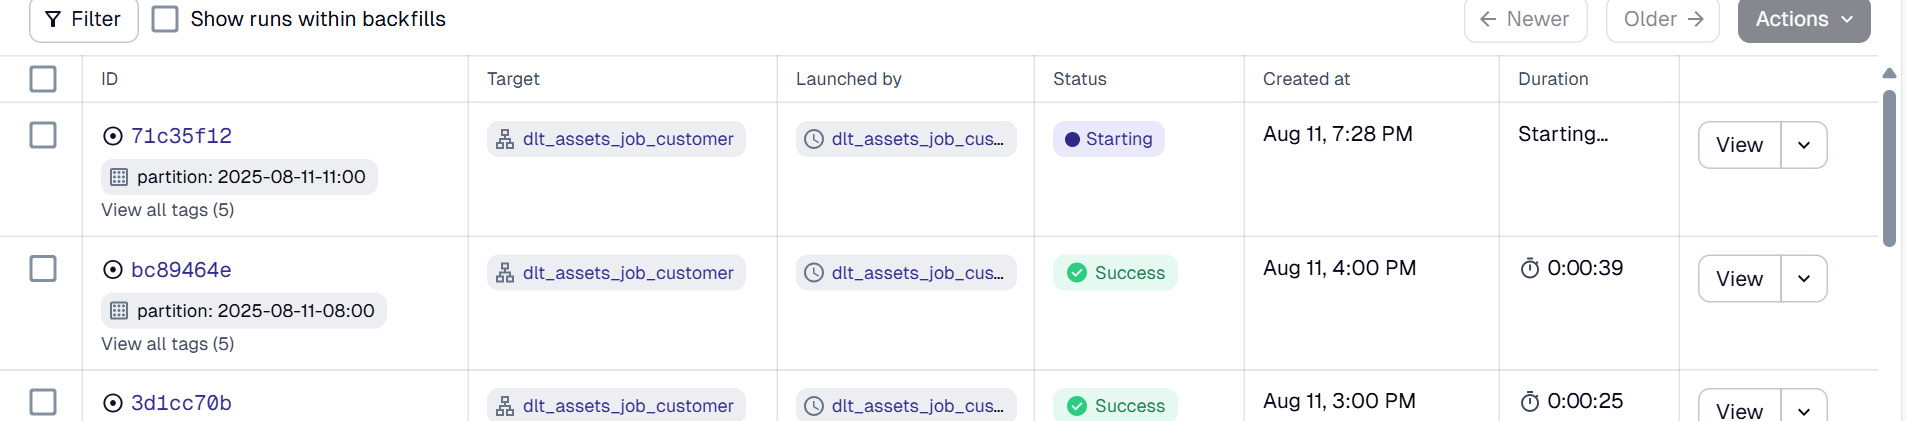 Filter Show runs within backfills Newer Older Actions
ID Target Launched by Status Created at Duration
71c35f12 dlt_assets_job_customer dlt_assets_job_cus... Starting Aug 11, 7:28 PM Starting... View
partition: 2025-08-11-11:00
View all tags (5)
bc89464e dlt_assets_job_customer dlt_assets_job_cus... Success Aug 11, 4:00 PM 0:00:39 View
partition: 2025-08-11-08:00
View all tags (5)
3d1cc70b dlt_assets_job_customer dlt_assets_job_cus... Success Aug 11, 3:00 PM 0:00:25 View